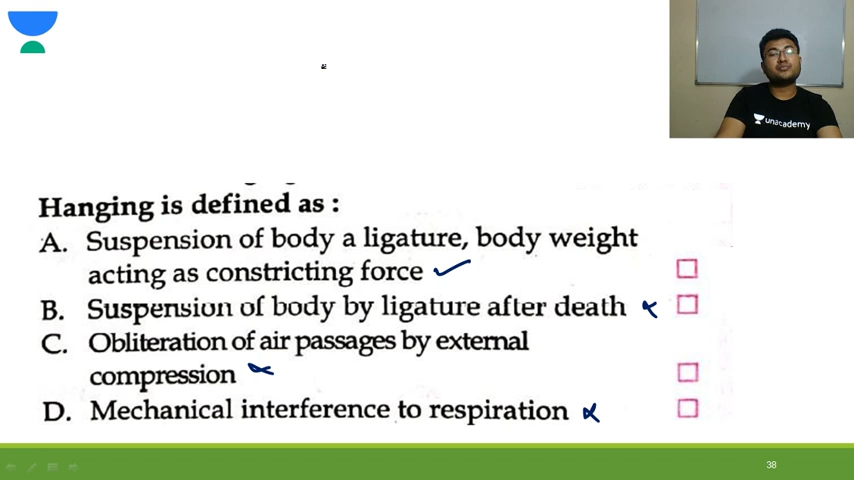 unacademy
Hanging is defined as :
A. Suspension of body a ligature, body weight
acting as constricting force
B. Suspension of body by ligature after death
C. Obliteration of air passages by external
compression
D. Mechanical interference to respiration
38